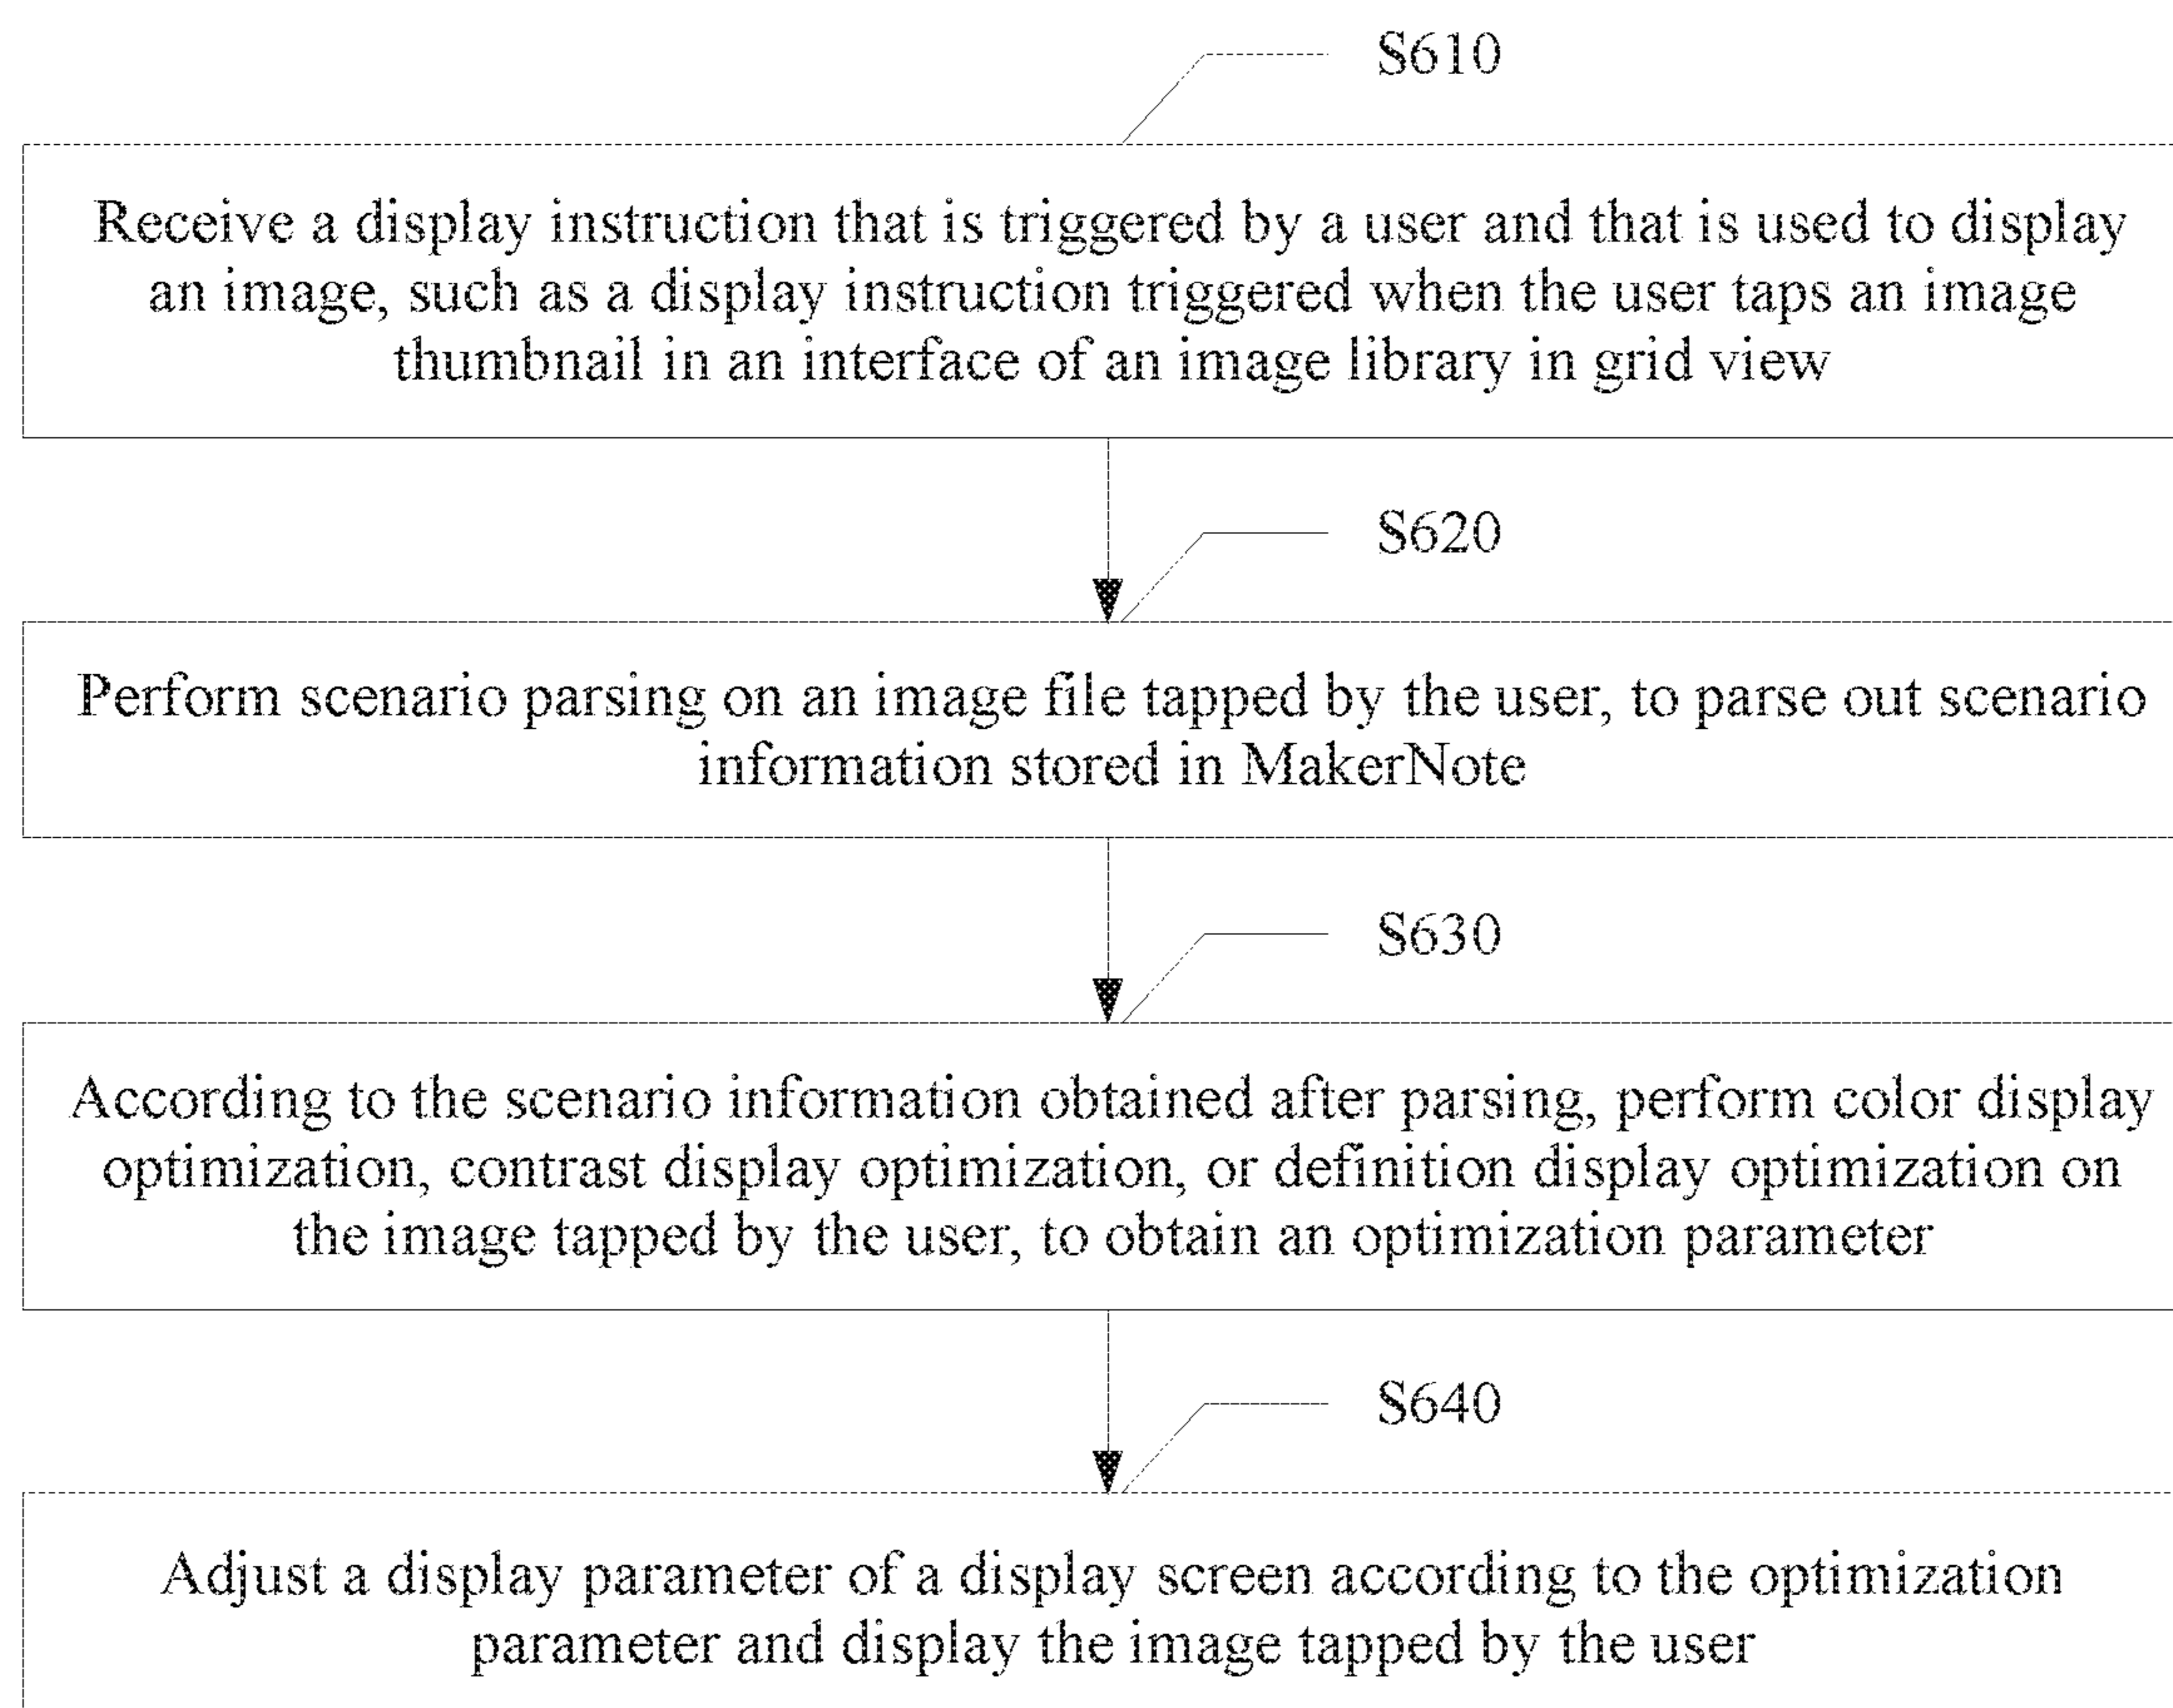 S610
Receive a display instruction that is triggered by a user and that is used to display
an image, such as a display instruction triggered when the user taps an image
thumbnail in an interface of an image library in grid view
S620
Perform scenario parsing on an image file tapped by the user, to parse out scenario
information stored in MakerNote
S630
According to the scenario information obtained after parsing, perform color display
optimization, contrast display optimization, or definition display optimization on
the image tapped by the user, to obtain an optimization parameter
S640
Adjust a display parameter of a display screen according to the optimization
parameter and display the image tapped by the user